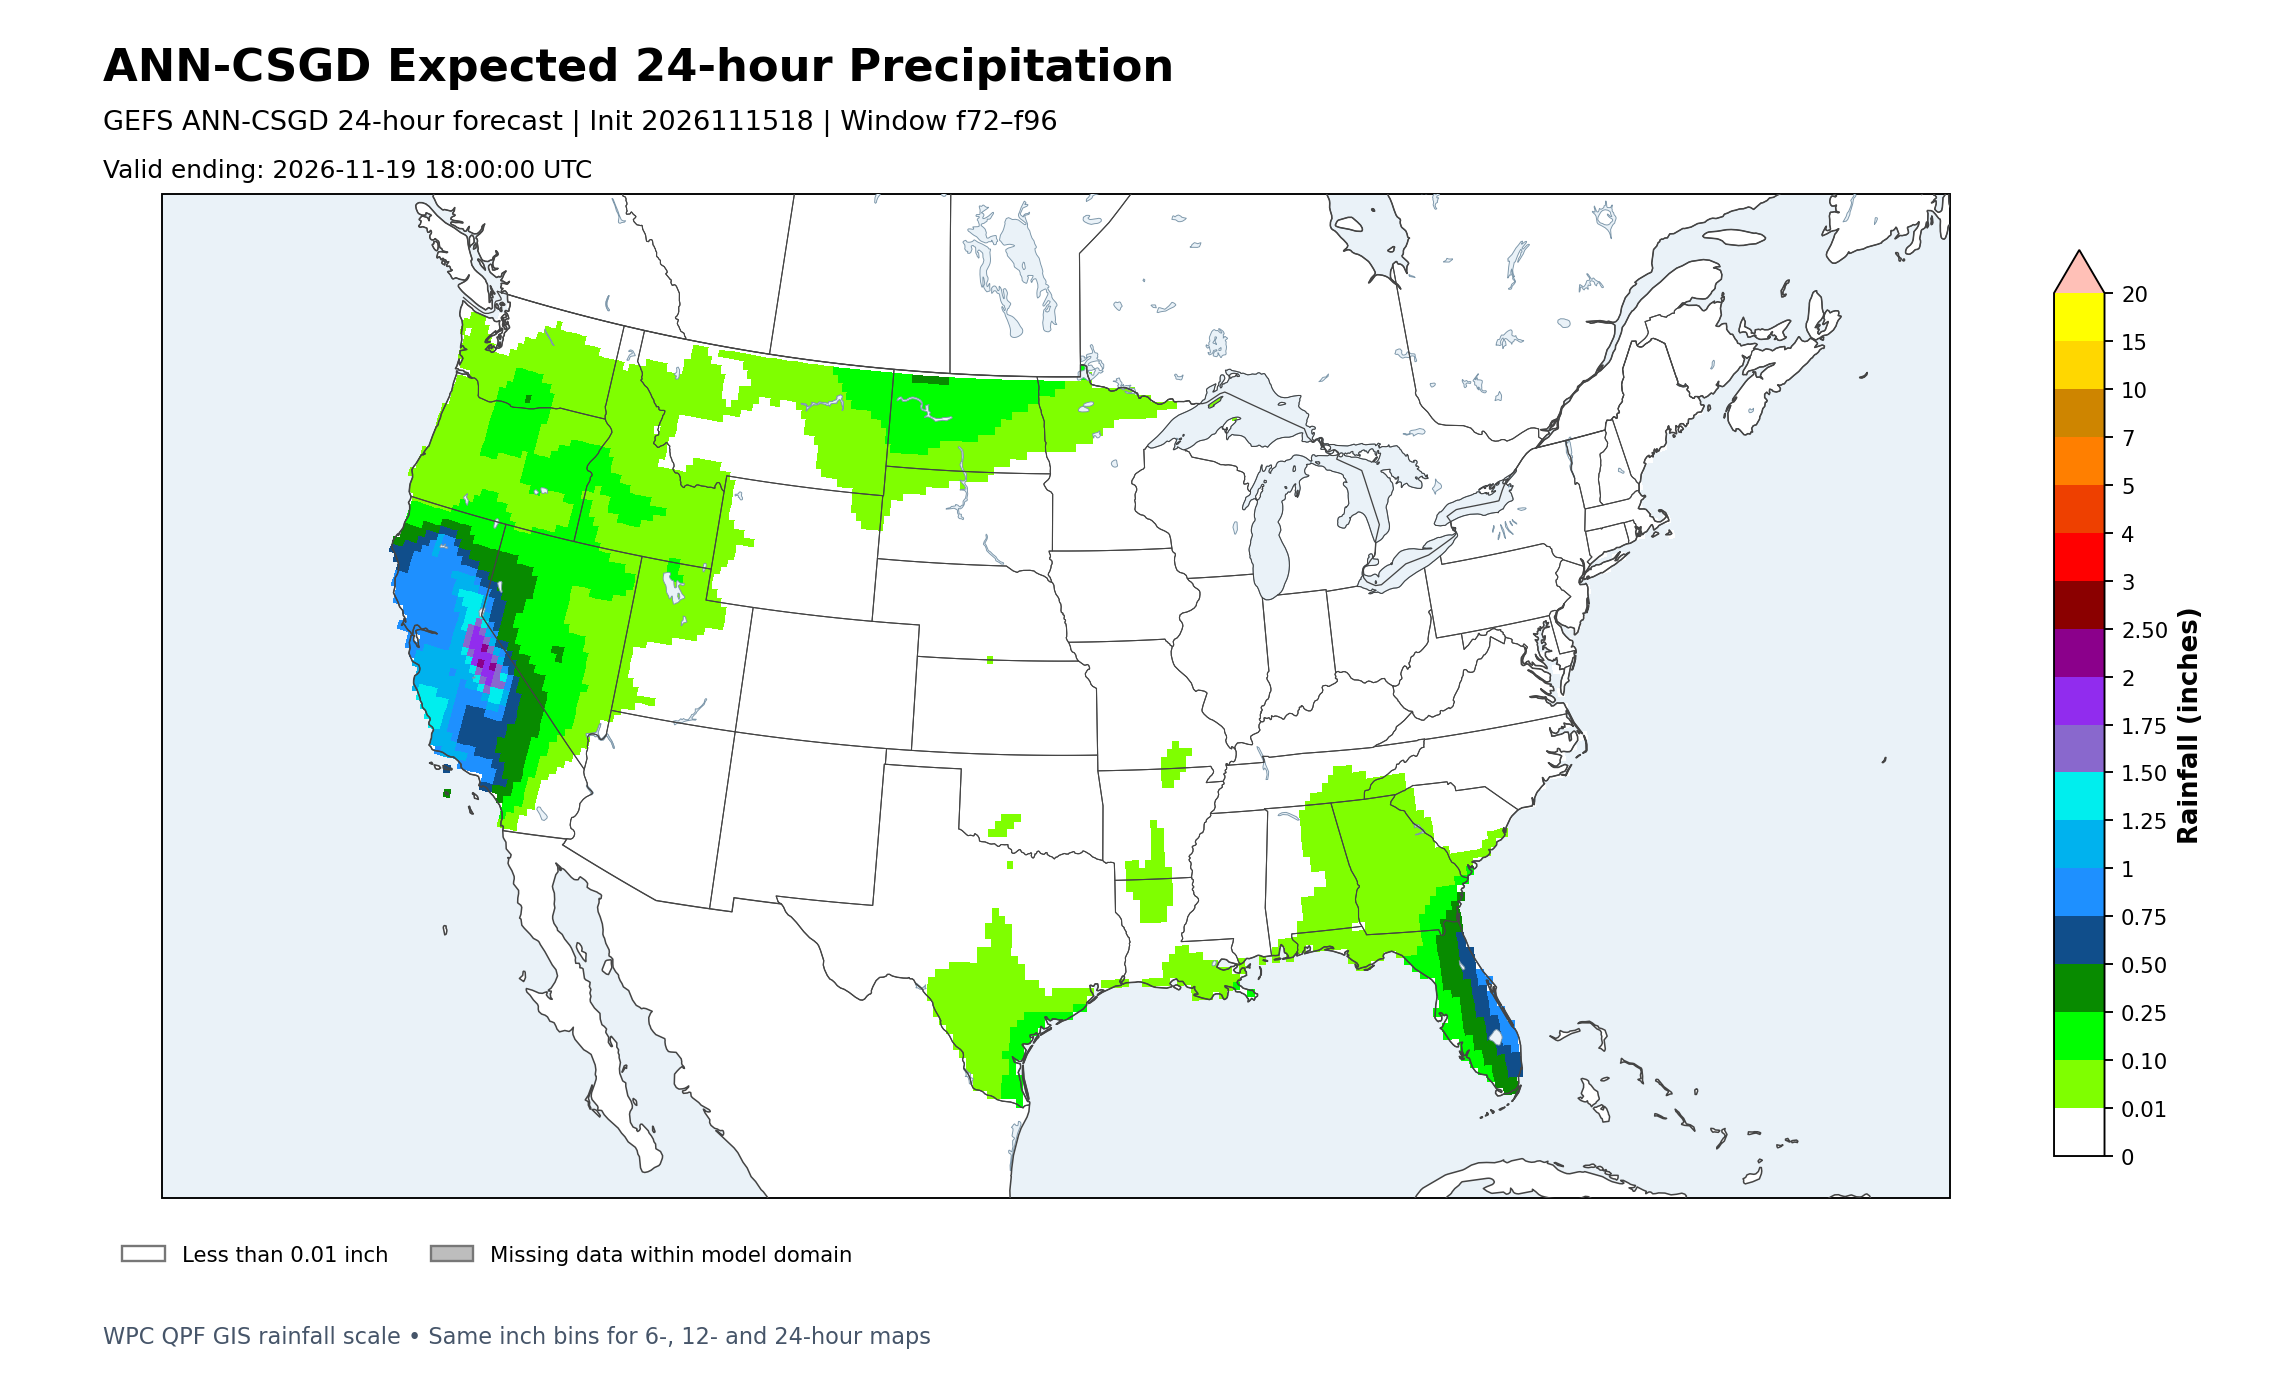 ANN-CSGD Expected 24-hour Precipitation
GEFS ANN-CSGD 24-hour forecast | Init 2026111518 | Window f72–f96
Valid ending: 2026-11-19 18:00:00 UTC
20
15
10
7
5
4
3
2.50
2
1.75
1.50
1.25
1
0.75
0.50
0.25
0.10
0.01
0
Rainfall (inches)
Less than 0.01 inch
Missing data within model domain
WPC QPF GIS rainfall scale • Same inch bins for 6-, 12- and 24-hour maps